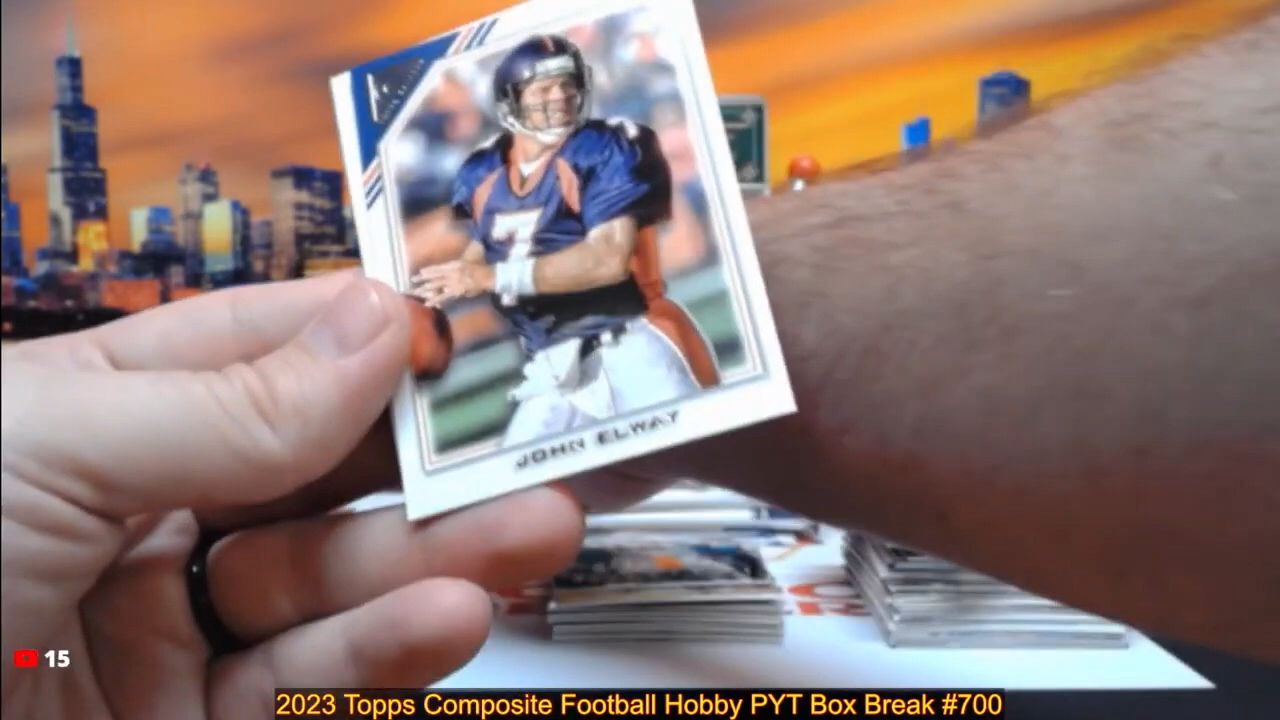 7
JOHN ELWAY
15
2023 Topps Composite Football Hobby PYT Box Break #700